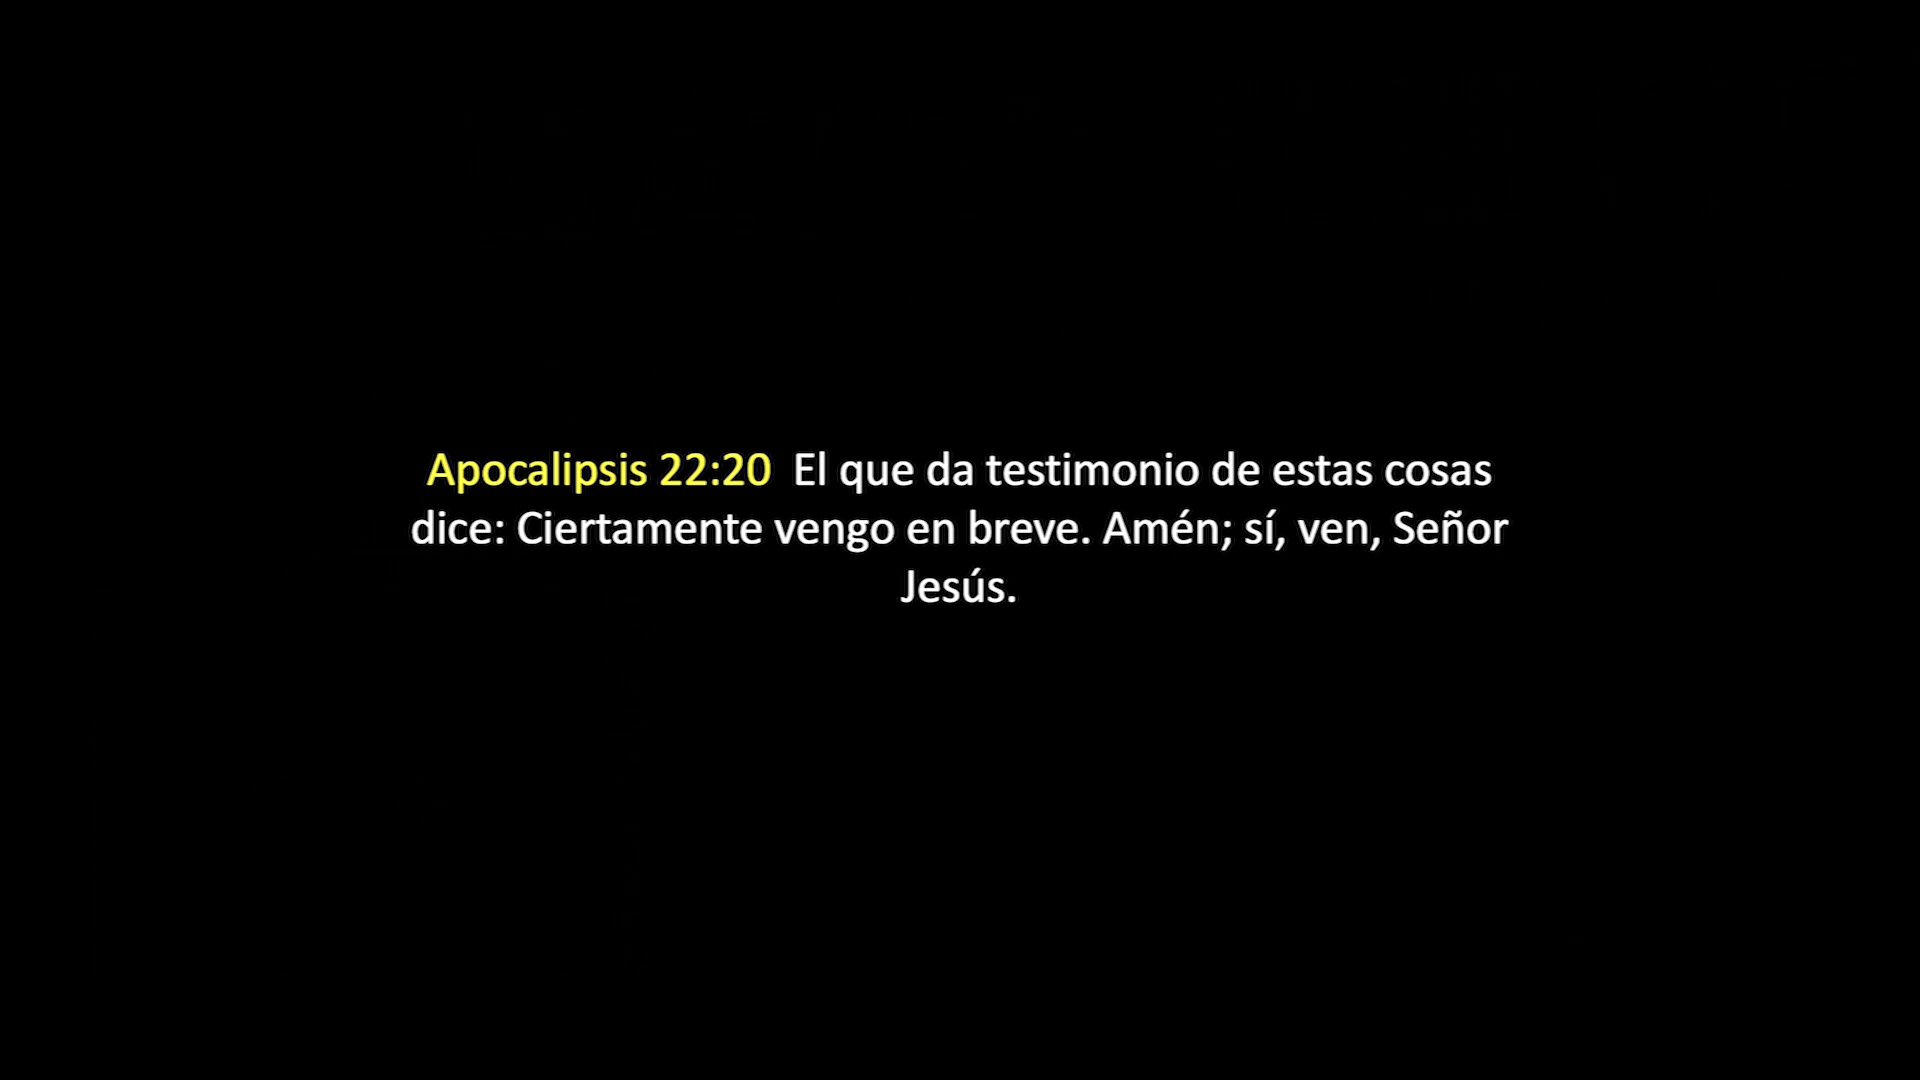 Apocalipsis 22:20  El que da testimonio de estas cosas
dice: Ciertamente vengo en breve. Amén; sí, ven, Señor
Jesús.